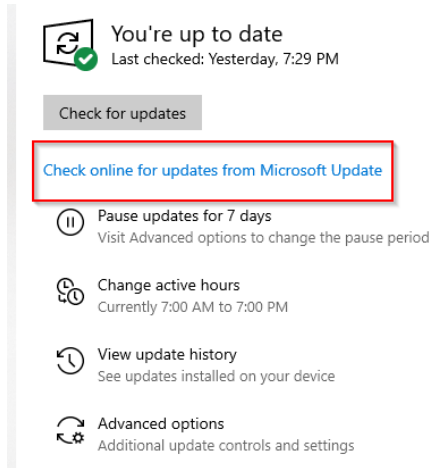 You're up to date
Last checked: Yesterday, 7:29 PM
Check for updates
Check online for updates from Microsoft Update
Pause updates for 7 days
Visit Advanced options to change the pause period
Change active hours
Currently 7:00 AM to 7:00 PM
View update history
See updates installed on your device
Advanced options
Additional update controls and settings